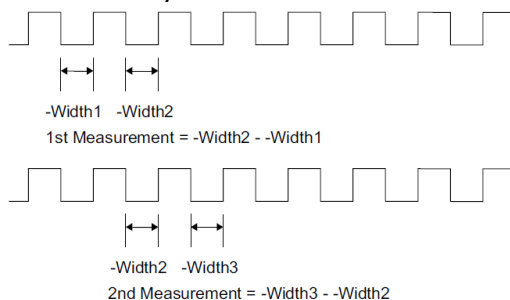 -Width1 -Width2
1st Measurement = -Width2 - -Width1
-Width2 -Width3
2nd Measurement = -Width3 - -Width2